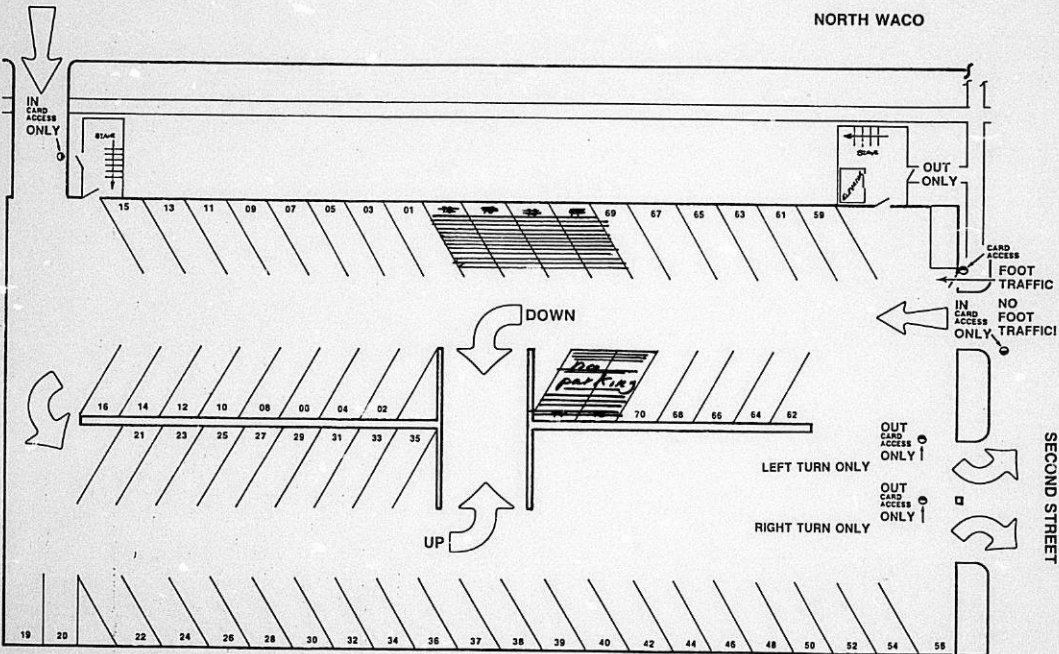 NORTH WACO
IN
CARD
ACCESS
ONLY
STAIR
STAIR
OUT
ONLY
15 13 11 09 07 05 03 01 69 67 65 63 61 59
CARD
ACCESS
FOOT
TRAFFIC
IN
CARD
ACCESS
ONLY
NO
FOOT
TRAFFIC!
DOWN
no
parking
16 14 12 10 08 00 04 02 70 68 66 64 62
21 23 25 27 29 31 33 35
OUT
CARD
ACCESS
ONLY
LEFT TURN ONLY
OUT
CARD
ACCESS
ONLY
RIGHT TURN ONLY
SECOND STREET
UP
19 20 22 24 26 28 30 32 34 36 37 38 39 40 42 44 46 48 50 52 54 56